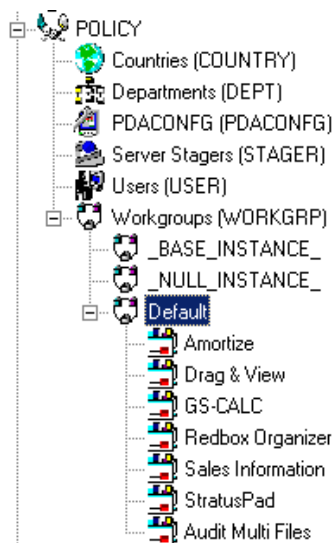 POLICY
Countries (COUNTRY)
Departments (DEPT)
PDACONFG (PDACONFG)
Server Stagers (STAGER)
Users (USER)
Workgroups (WORKGRP)
_BASE_INSTANCE_
_NULL_INSTANCE_
Default
Amortize
Drag & View
GS-CALC
Redbox Organizer
Sales Information
StratusPad
Audit Multi Files